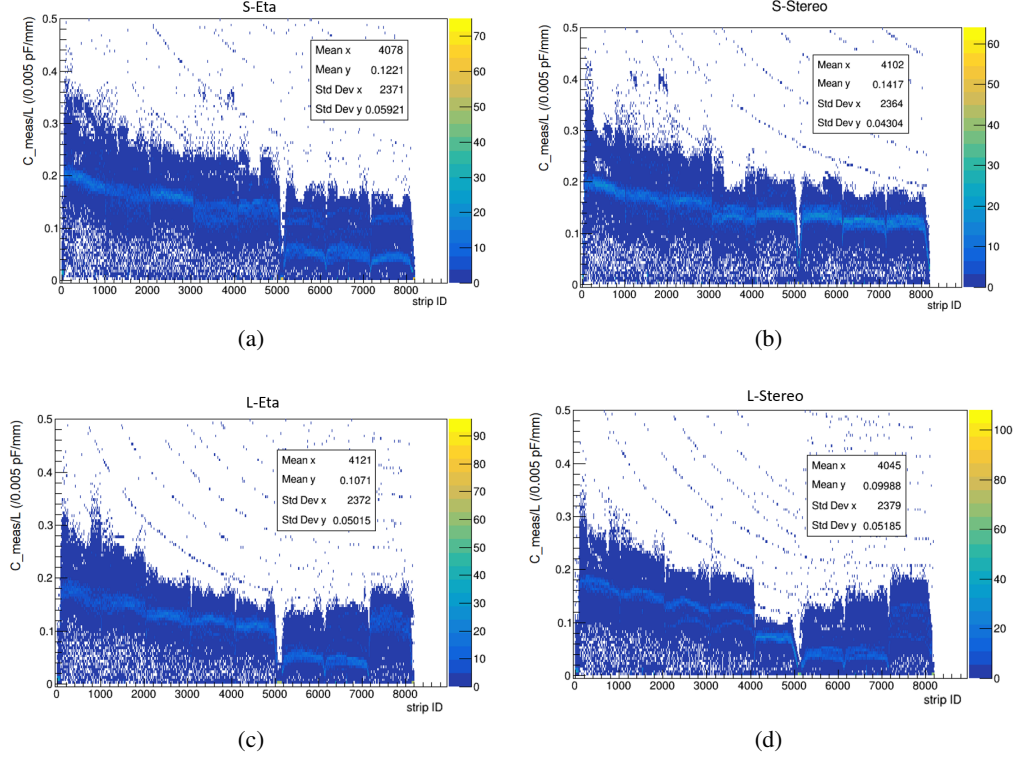 S-Eta
C_meas/L (//0.005 pF/mm)
0.5
0.4
0.3
0.2
0.1
0
0 1000 2000 3000 4000 5000 6000 7000 8000
strip ID
Mean x 4078
Mean y 0.1221
Std Dev x 2371
Std Dev y 0.05921
70
60
50
40
30
20
10
0
(a)
S-Stereo
C_meas/L (//0.005 pF/mm)
0.5
0.4
0.3
0.2
0.1
0
0 1000 2000 3000 4000 5000 6000 7000 8000
strip ID
Mean x 4102
Mean y 0.1417
Std Dev x 2364
Std Dev y 0.04304
60
50
40
30
20
10
0
(b)
L-Eta
C_meas/L (//0.005 pF/mm)
0.5
0.4
0.3
0.2
0.1
0
0 1000 2000 3000 4000 5000 6000 7000 8000
strip ID
Mean x 4121
Mean y 0.1071
Std Dev x 2372
Std Dev y 0.05015
90
80
70
60
50
40
30
20
10
0
(c)
L-Stereo
C_meas/L (//0.005 pF/mm)
0.5
0.4
0.3
0.2
0.1
0
0 1000 2000 3000 4000 5000 6000 7000 8000
strip ID
Mean x 4045
Mean y 0.09988
Std Dev x 2379
Std Dev y 0.05185
100
80
60
40
20
0
(d)